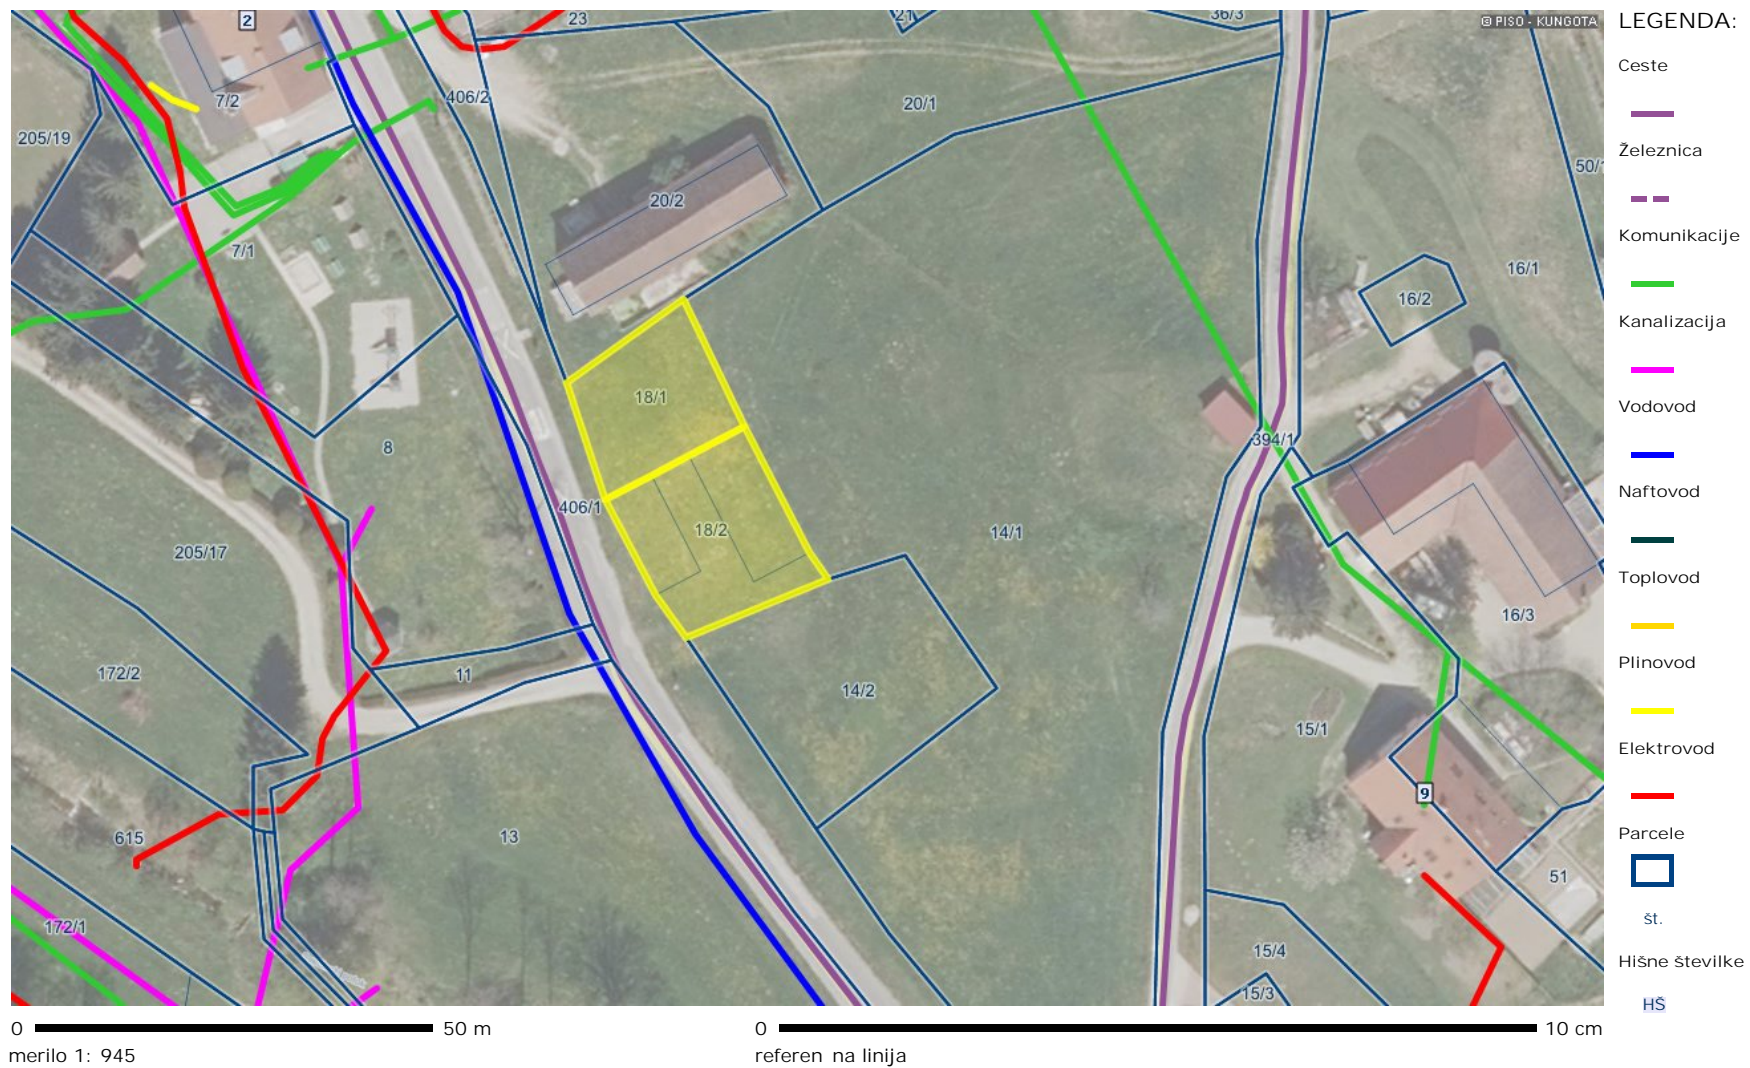 2
23
21
36/3
© PISO - KUNGOTA
7/2
406/2
20/1
205/19
50/1
20/2
7/1
16/1
16/2
18/1
8
394/1
406/1
18/2
14/1
205/17
16/3
172/2
11
14/2
15/1
9
615
13
51
172/1
15/4
15/3
LEGENDA:
Ceste
Železnica
Komunikacije
Kanalizacija
Vodovod
Naftovod
Toplovod
Plinovod
Elektrovod
Parcele
št.
Hišne številke
HŠ
0 50 m
merilo 1: 945
0 10 cm
referen na linija